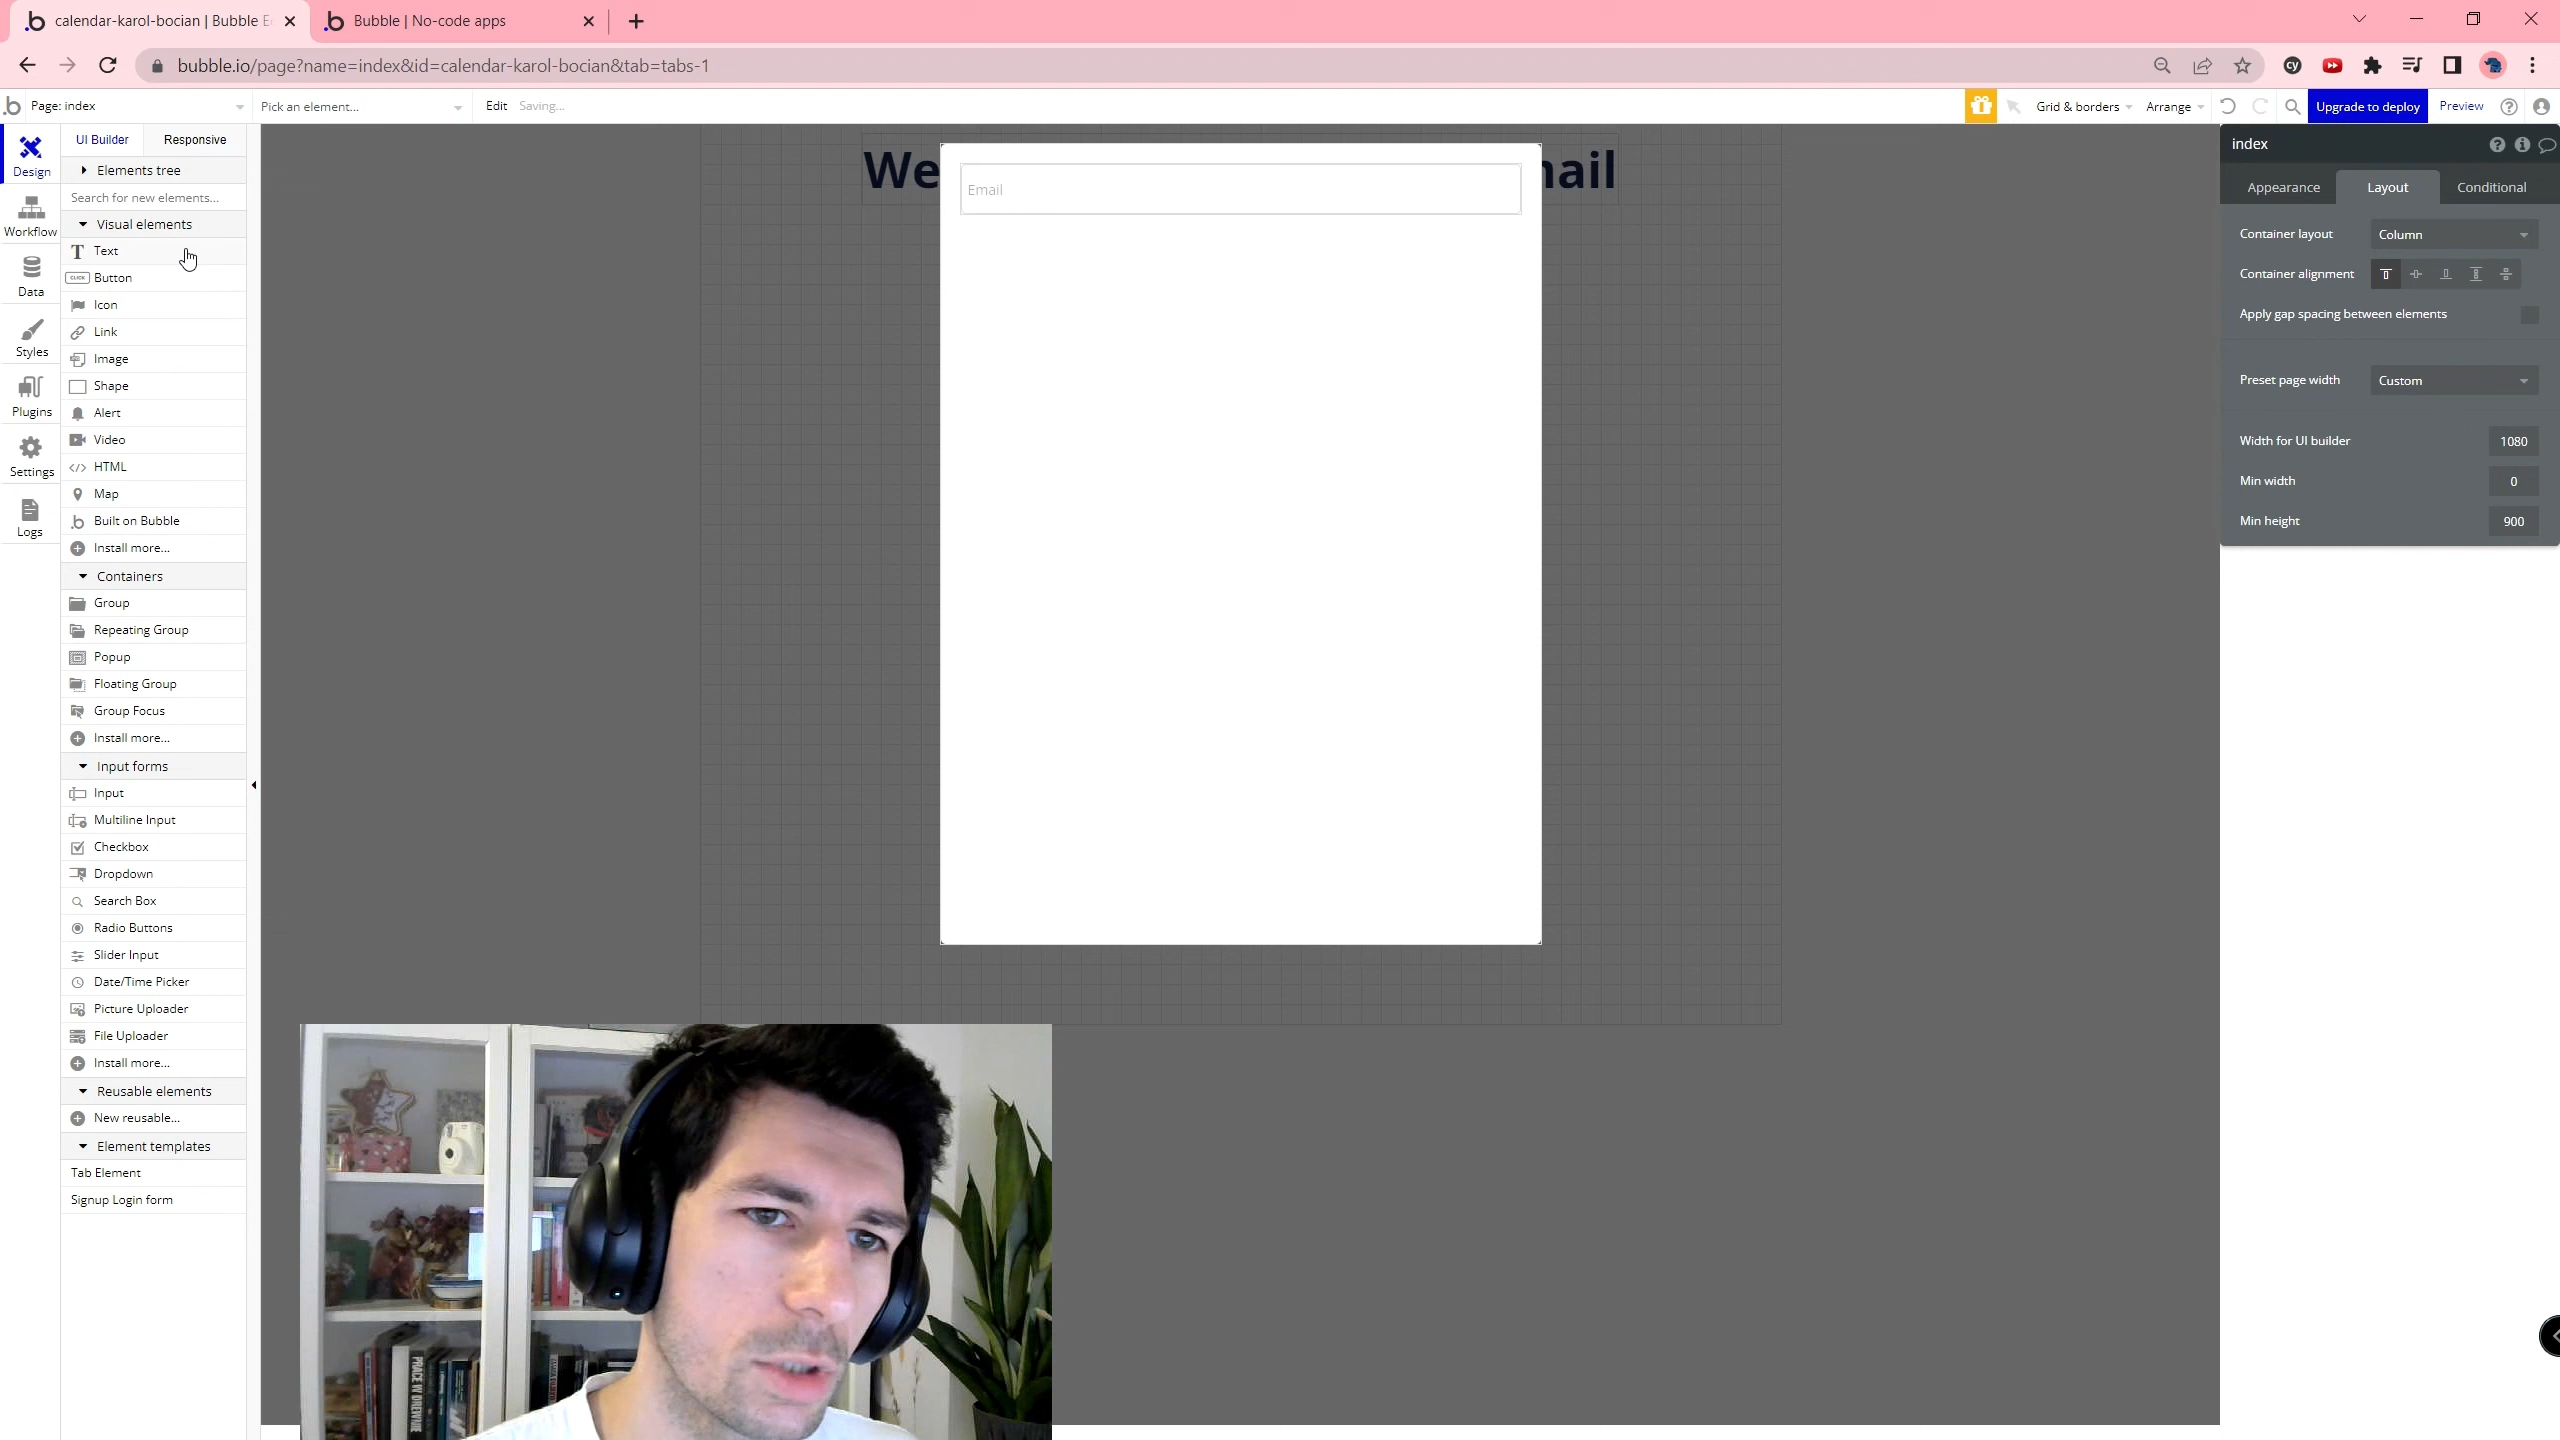 calendar-karol-bocian | Bubble E
Bubble | No-code apps
bubble.io/page?name=index&id=calendar-karol-bocian&tab=tabs-1
Page: index
Pick an element...
Edit
Saving...
Grid & borders
Arrange
Upgrade to deploy
Preview
Design
Workflow
Data
Styles
Plugins
Settings
Logs
UI Builder
Responsive
Elements tree
Search for new elements...
Visual elements
Text
CLICK Button
Icon
Link
Image
Shape
Alert
Video
HTML
Map
Built on Bubble
Install more...
Containers
Group
Repeating Group
Popup
Floating Group
Group Focus
Install more...
Input forms
Input
Multiline Input
Checkbox
Dropdown
Search Box
Radio Buttons
Slider Input
Date/Time Picker
Picture Uploader
File Uploader
Install more...
Reusable elements
New reusable...
Element templates
Tab Element
Signup Login form
We
ail
Email
index
Appearance
Layout
Conditional
Container layout
Column
Container alignment
Apply gap spacing between elements
Preset page width
Custom
Width for UI builder
1080
Min width
0
Min height
900
PRACE W DREWNIE